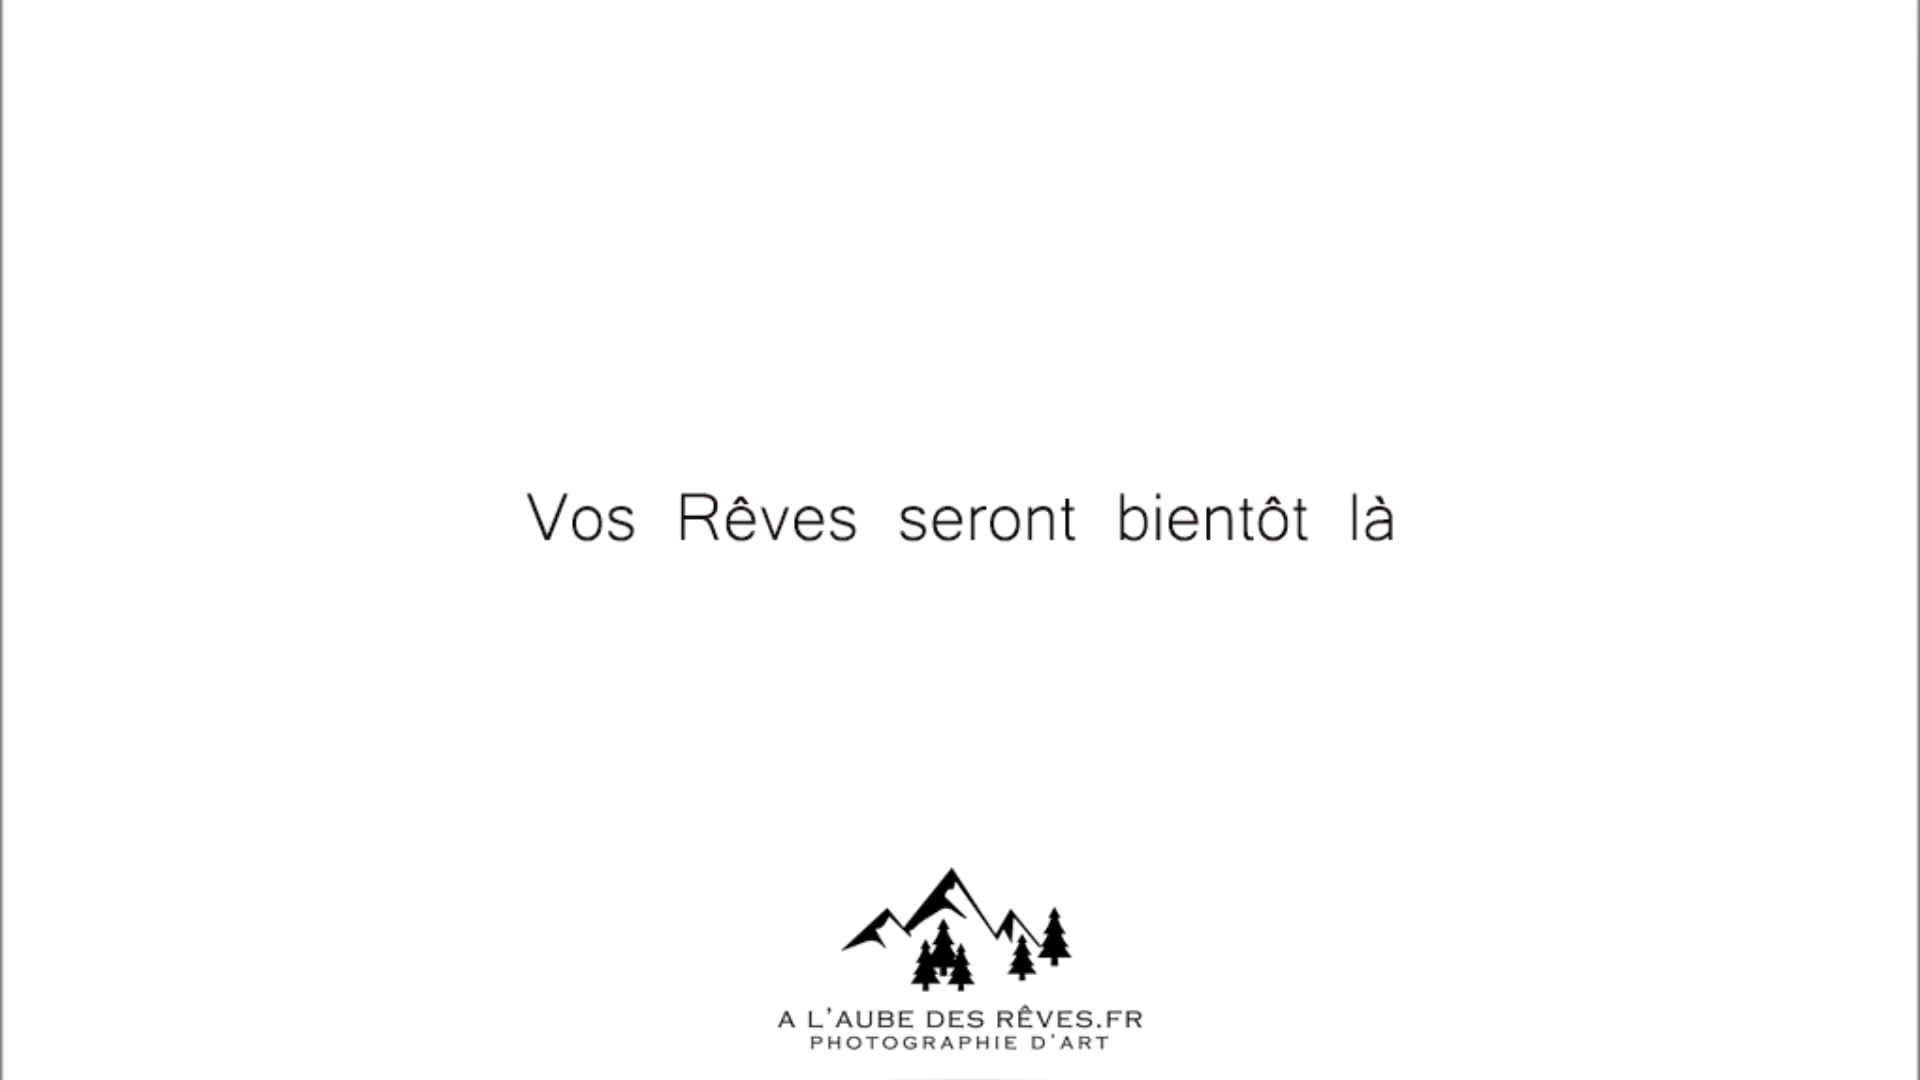 Vos Rêves seront bientôt là
A L'AUBE DES RÊVES.FR
PHOTOGRAPHIE D'ART